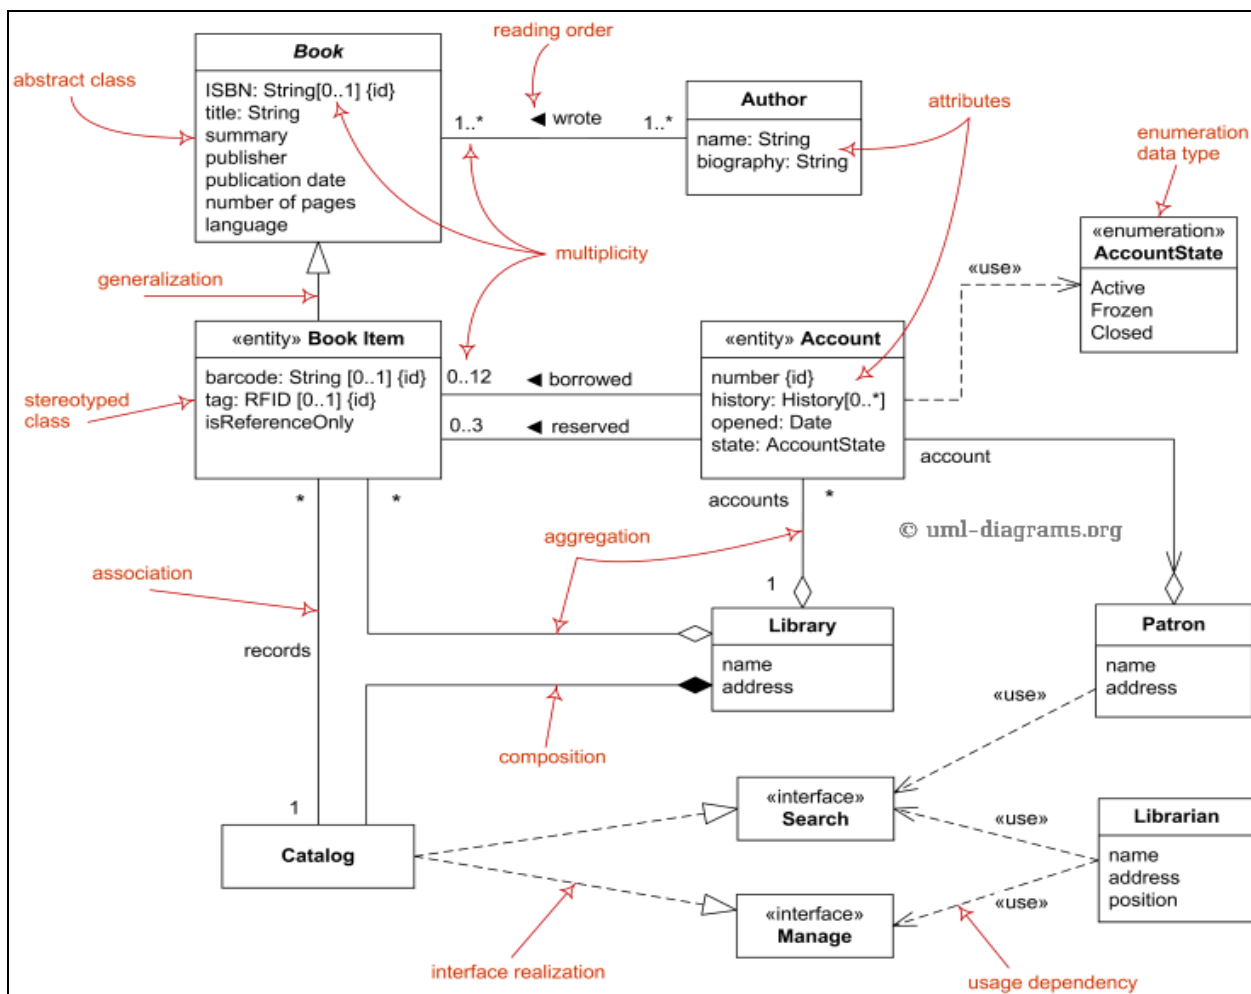 reading order
Book
abstract class
ISBN: String[0..1] {id}
title: String
summary
publisher
publication date
number of pages
language
1..*
◄ wrote
1..*
Author
name: String
biography: String
attributes
enumeration
data type
«enumeration»
AccountState
Active
Frozen
Closed
multiplicity
generalization
«use»
«entity» Book Item
barcode: String [0..1] {id}
tag: RFID [0..1] {id}
isReferenceOnly
stereotyped
class
0..12
◄ borrowed
0..3
◄ reserved
«entity» Account
number {id}
history: History[0..*]
opened: Date
state: AccountState
account
*
*
accounts
*
© uml-diagrams.org
aggregation
association
1
records
Library
name
address
Patron
name
address
«use»
composition
1
Catalog
«interface»
Search
«use»
Librarian
name
address
position
«interface»
Manage
«use»
interface realization
usage dependency